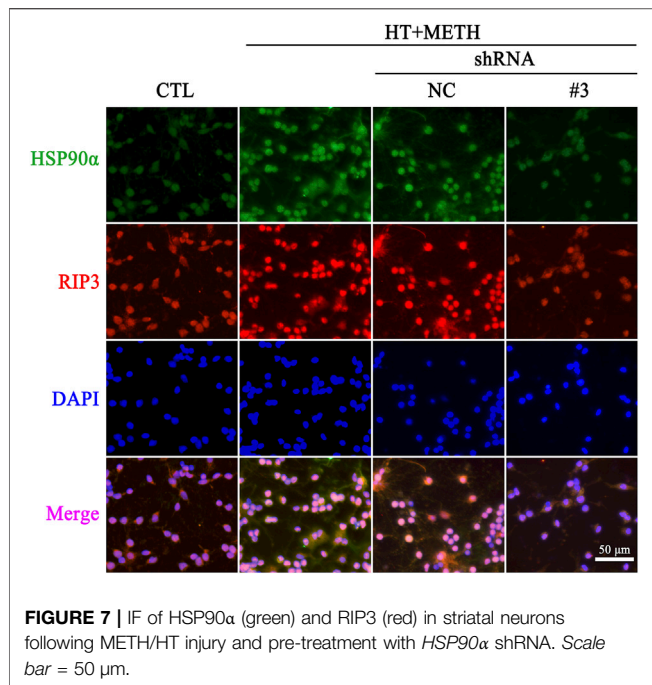 HT+METH
shRNA
CTL NC #3
HSP90α
RIP3
DAPI
Merge
50 µm
FIGURE 7 | IF of HSP90α (green) and RIP3 (red) in striatal neurons
following METH/HT injury and pre-treatment with HSP90α shRNA. Scale
bar = 50 µm.